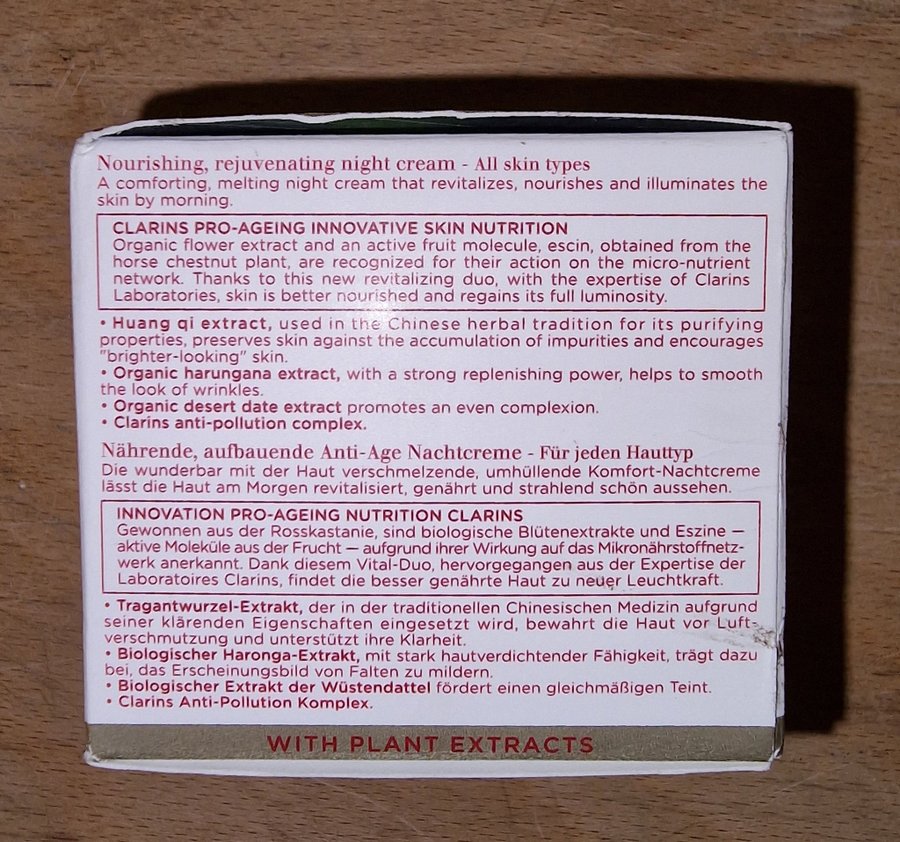 Nourishing, rejuvenating night cream - All skin types
A comforting, melting night cream that revitalizes, nourishes and illuminates the
skin by morning.
CLARINS PRO-AGEING INNOVATIVE SKIN NUTRITION
Organic flower extract and an active fruit molecule, escin, obtained from the
horse chestnut plant, are recognized for their action on the micro-nutrient
network. Thanks to this new revitalizing duo, with the expertise of Clarins
Laboratories, skin is better nourished and regains its full luminosity.
• Huang qi extract, used in the Chinese herbal tradition for its purifying
properties, preserves skin against the accumulation of impurities and encourages
"brighter-looking" skin.
• Organic harungana extract, with a strong replenishing power, helps to smooth
the look of wrinkles.
• Organic desert date extract promotes an even complexion.
• Clarins anti-pollution complex.
Nährende, aufbauende Anti-Age Nachtcreme - Für jeden Hauttyp
Die wunderbar mit der Haut verschmelzende, umhüllende Komfort-Nachtcreme
lässt die Haut am Morgen revitalisiert, genährt und strahlend schön aussehen.
INNOVATION PRO-AGEING NUTRITION CLARINS
Gewonnen aus der Rosskastanie, sind biologische Blütenextrakte und Eszine —
aktive Moleküle aus der Frucht — aufgrund ihrer Wirkung auf das Mikronährstoffnetz-
werk anerkannt. Dank diesem Vital-Duo, hervorgegangen aus der Expertise der
Laboratoires Clarins, findet die besser genährte Haut zu neuer Leuchtkraft.
• Tragantwurzel-Extrakt, der in der traditionellen Chinesischen Medizin aufgrund
seiner klärenden Eigenschaften eingesetzt wird, bewahrt die Haut vor Luft-
verschmutzung und unterstützt ihre Klarheit.
• Biologischer Haronga-Extrakt, mit stark hautverdichtender Fähigkeit, trägt dazu
bei, das Erscheinungsbild von Falten zu mildern.
• Biologischer Extrakt der Wüstendattel fördert einen gleichmäßigen Teint.
• Clarins Anti-Pollution Komplex.
WITH PLANT EXTRACTS